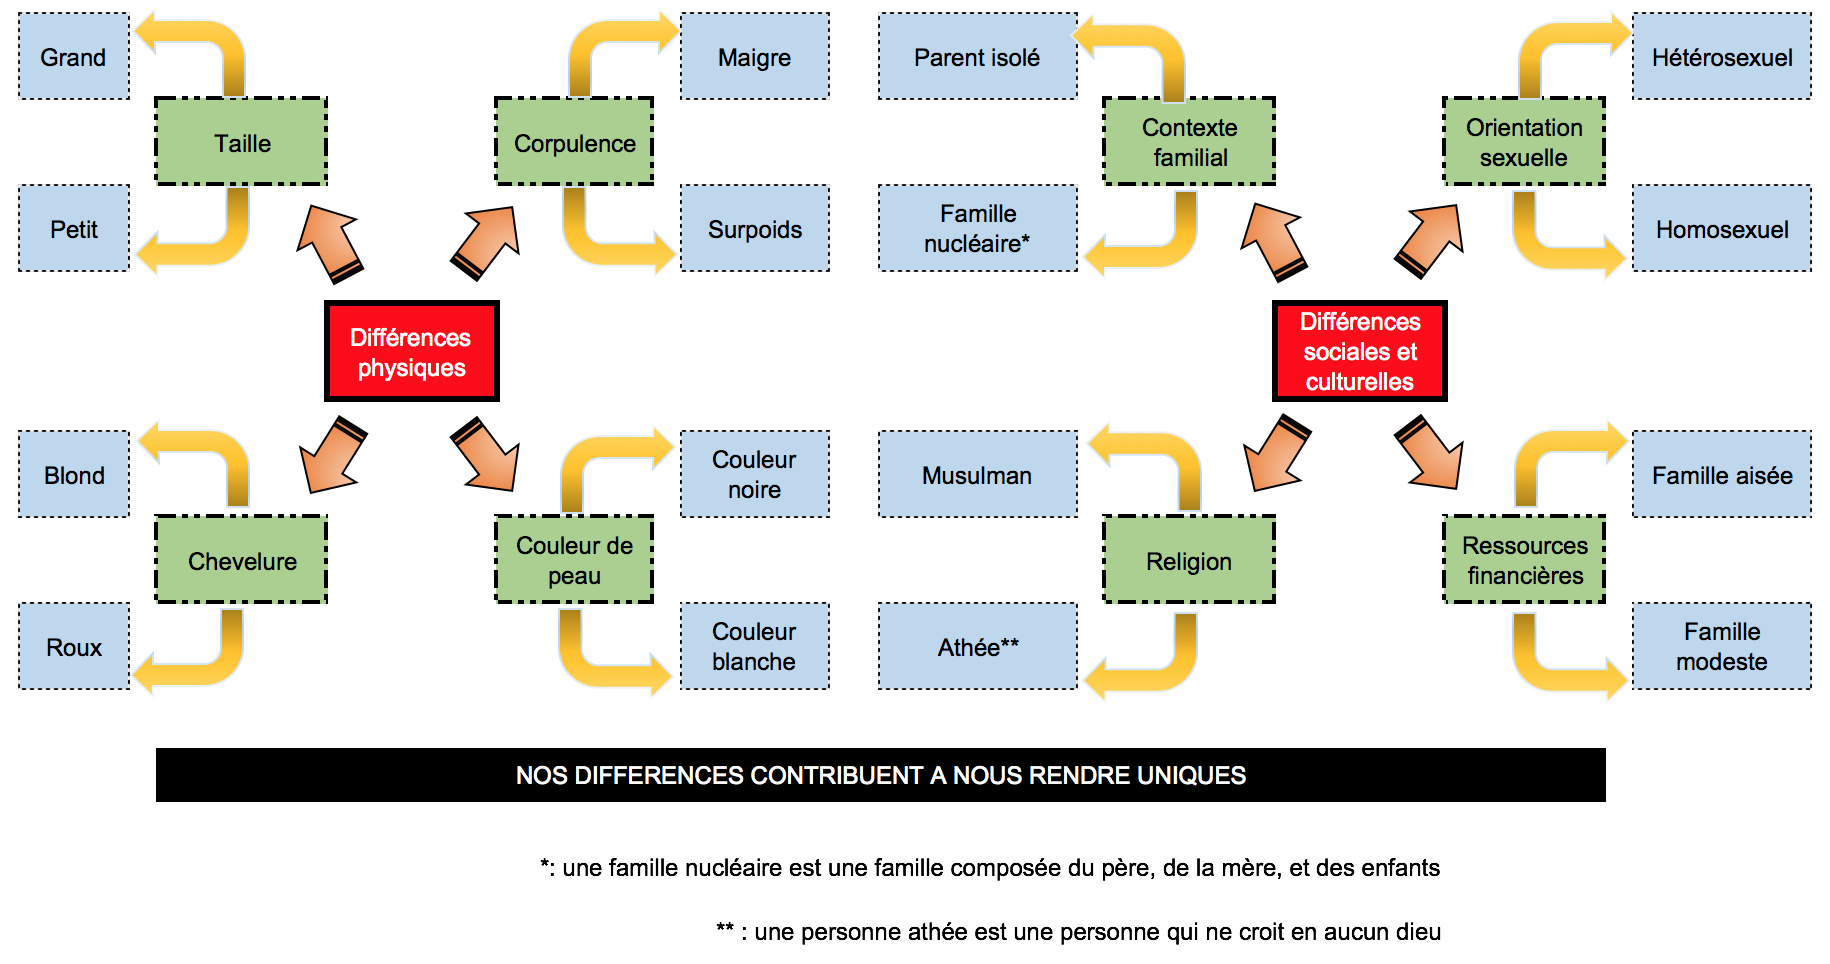 Grand
Maigre
Taille
Corpulence
Petit
Surpoids
Différences
physiques
Blond
Couleur
noire
Chevelure
Couleur de
peau
Roux
Couleur
blanche
Parent isolé
Hétérosexuel
Contexte
familial
Orientation
sexuelle
Famille
nucléaire*
Homosexuel
Différences
sociales et
culturelles
Musulman
Famille aisée
Religion
Ressources
financières
Athée**
Famille
modeste
NOS DIFFERENCES CONTRIBUENT A NOUS RENDRE UNIQUES
*: une famille nucléaire est une famille composée du père, de la mère, et des enfants
** : une personne athée est une personne qui ne croit en aucun dieu